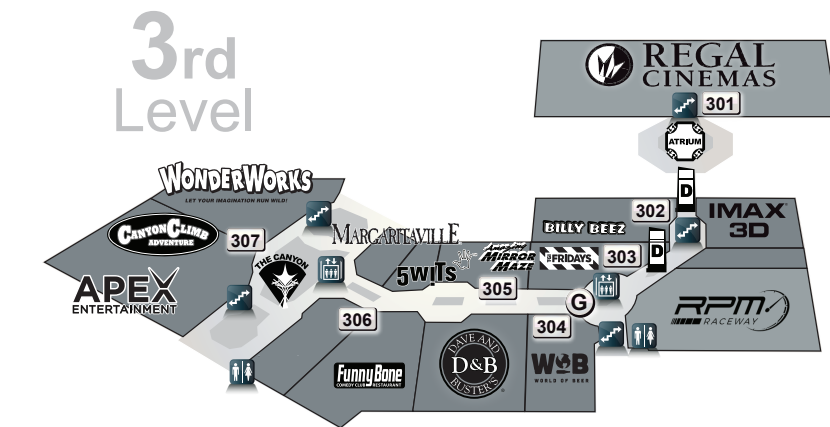 3rd
Level
REGAL
CINEMAS
301
ATRIUM
D
WONDERWORKS
LET YOUR IMAGINATION RUN WILD!
302
IMAX
3D
CANYON CLIMB
ADVENTURE
307
MARGARITAVILLE
BILLY BEEZ
THE CANYON
5WiTS
Amazing
MIRROR
MAZE
FRIDAYS
303
D
APEX
ENTERTAINMENT
305
G
RPM
RACEWAY
306
304
FunnyBone
COMEDY CLUB RESTAURANT
DAVE AND
D&B
BUSTER'S
WOB
WORLD OF BEER